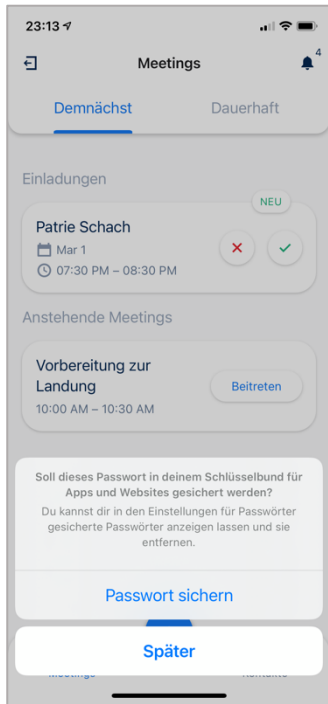 23:13
Meetings
4
Demnächst
Dauerhaft
Einladungen
NEU
Patrie Schach
Mar 1
07:30 PM – 08:30 PM
Anstehende Meetings
Vorbereitung zur
Landung
Beitreten
10:00 AM – 10:30 AM
Soll dieses Passwort in deinem Schlüsselbund für
Apps und Websites gesichert werden?
Du kannst dir in den Einstellungen für Passwörter
gesicherte Passwörter anzeigen lassen und sie
entfernen.
Passwort sichern
Später